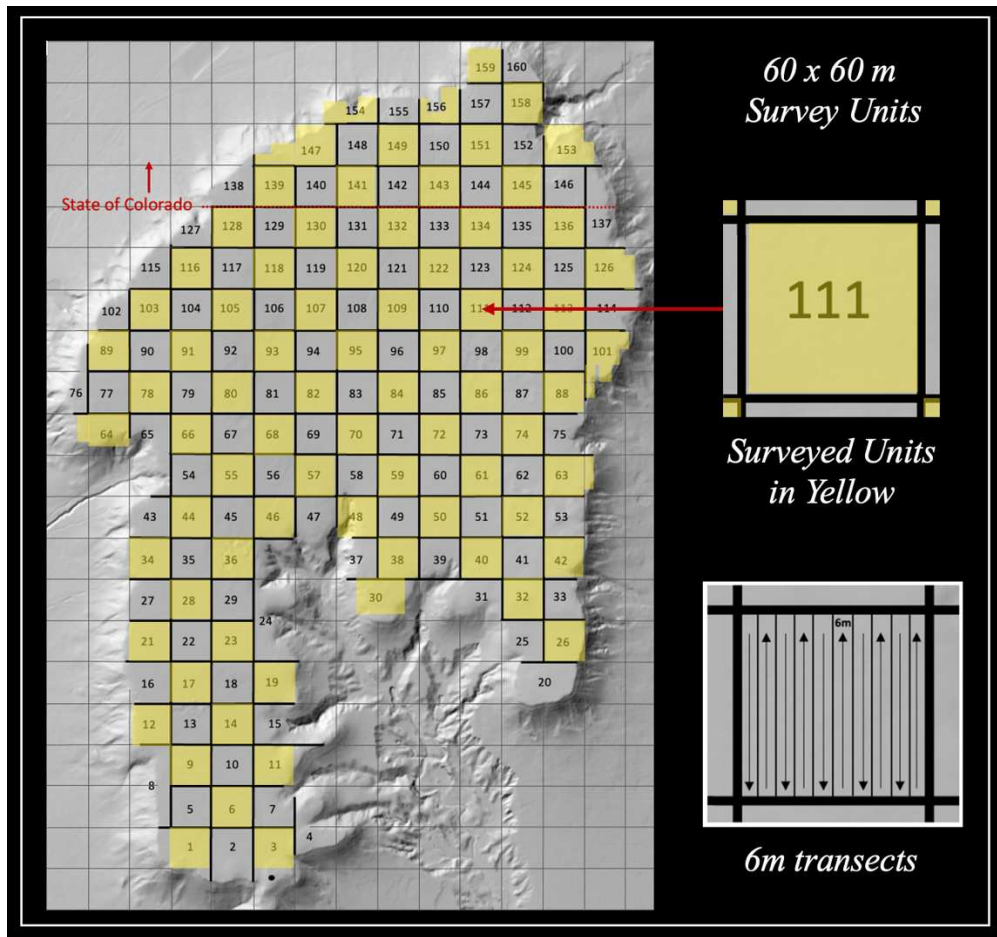 60 x 60 m
Survey Units
159 160
157 158
154 155 156
147 148 149 150 151 152 153
138 139 140 141 142 143 144 145 146
State of Colorado
127 128 129 130 131 132 133 134 135 136 137
115 116 117 118 119 120 121 122 123 124 125 126
102 103 104 105 106 107 108 109 110 111 112 113 114
89 90 91 92 93 94 95 96 97 98 99 100 101
76 77 78 79 80 81 82 83 84 85 86 87 88
64 65 66 67 68 69 70 71 72 73 74 75
54 55 56 57 58 59 60 61 62 63
43 44 45 46 47 48 49 50 51 52 53
34 35 36 37 38 39 40 41 42
27 28 29 30 31 32 33
24
21 22 23 25 26
16 17 18 19 20
12 13 14 15
9 10 11
8
5 6 7
4
1 2 3
111
Surveyed Units
in Yellow
6m
6m transects